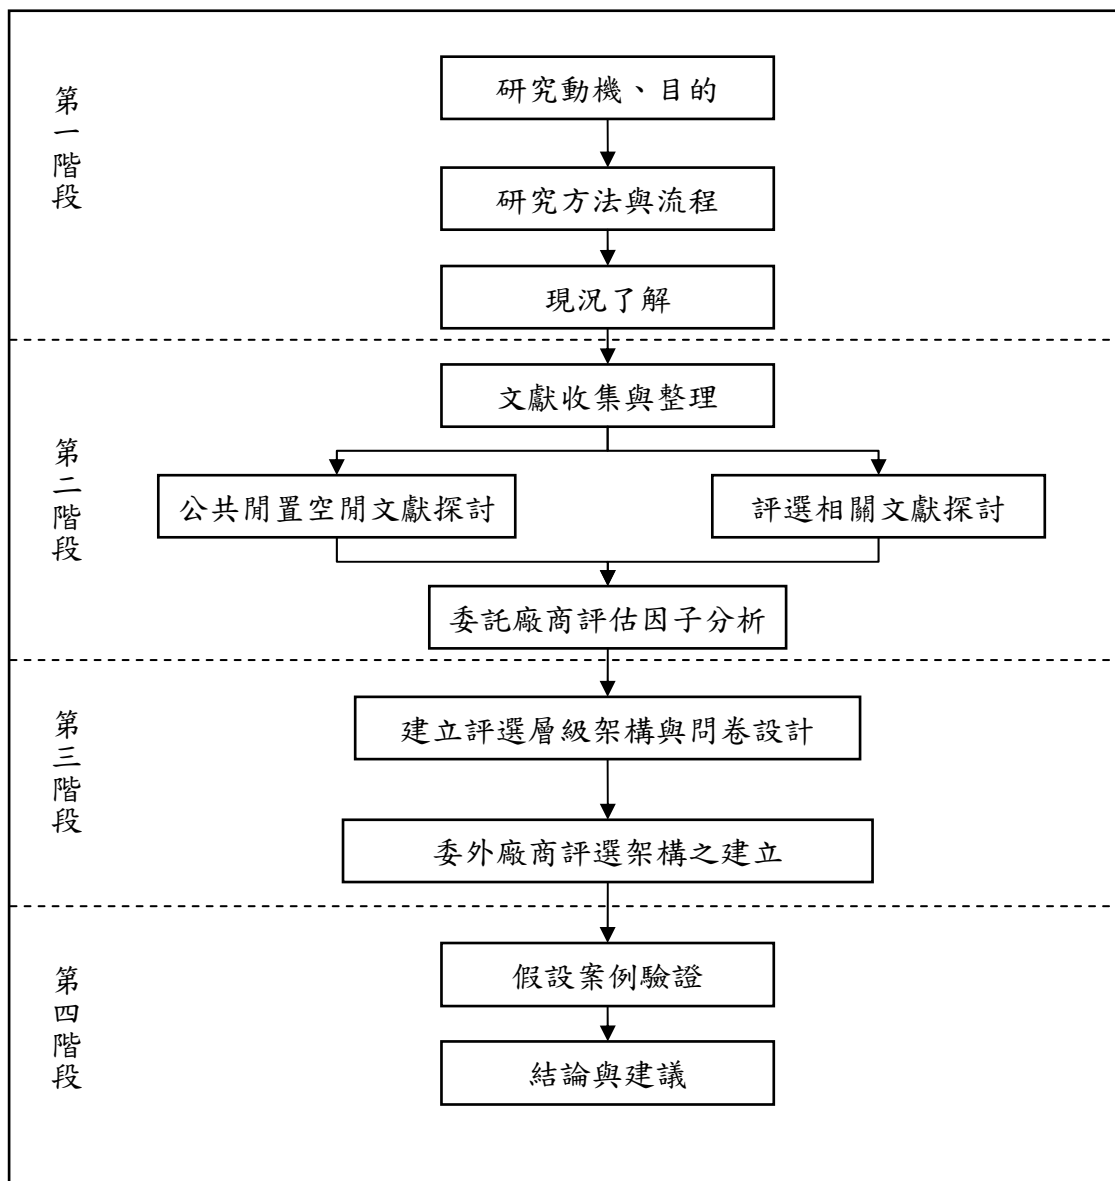 第一階段
研究動機、目的
研究方法與流程
現況了解
第二階段
文獻收集與整理
公共閒置空閒文獻探討
評選相關文獻探討
委託廠商評估因子分析
第三階段
建立評選層級架構與問卷設計
委外廠商評選架構之建立
第四階段
假設案例驗證
結論與建議